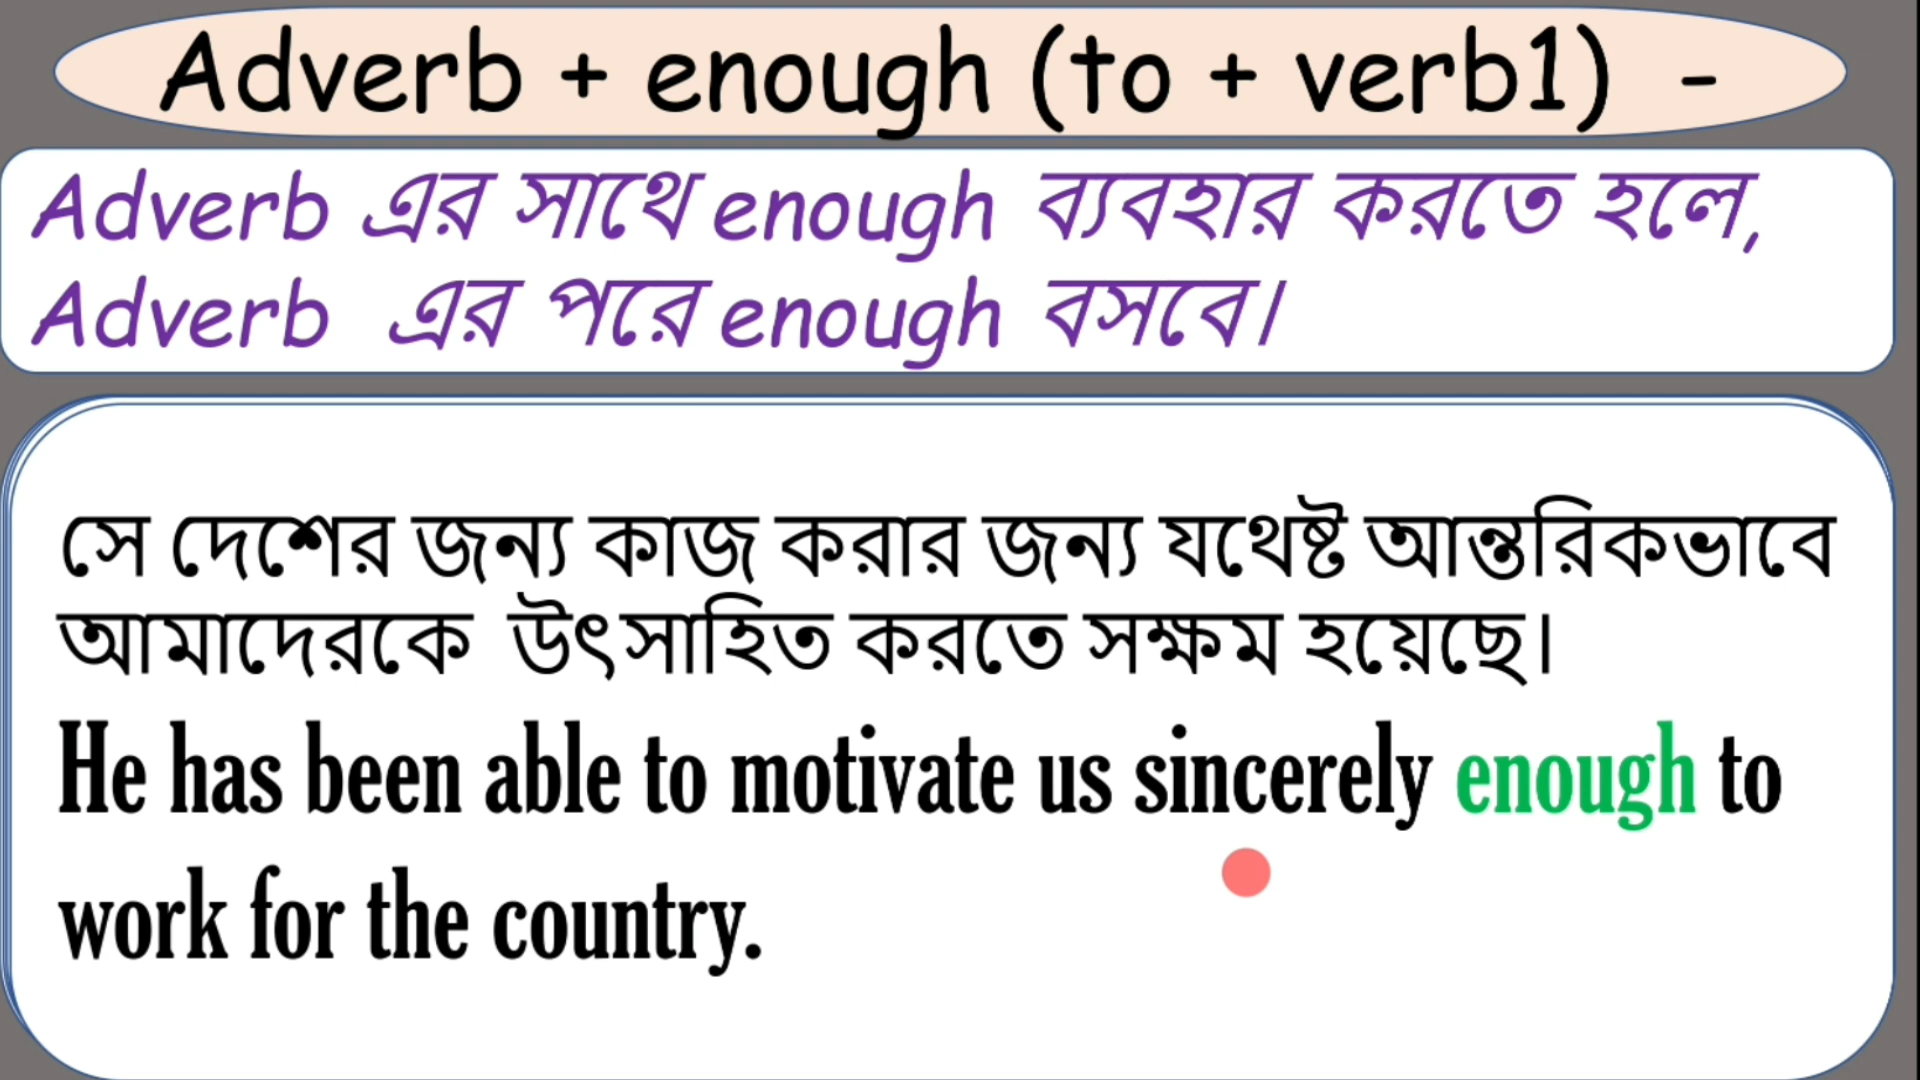 Adverb + enough (to + verb1) -
Adverb এর সাথে enough ব্যবহার করতে হলে,
Adverb এর পরে enough বসবে।
সে দেশের জন্য কাজ করার জন্য যথেষ্ট আন্তরিকভাবে
আমাদেরকে উৎসাহিত করতে সক্ষম হয়েছে।
He has been able to motivate us sincerely enough to
work for the country.